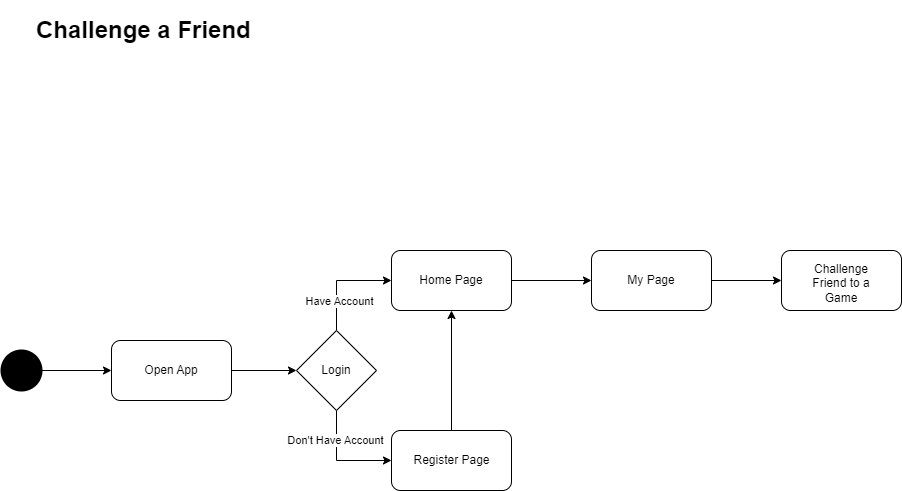 Challenge a Friend
Home Page
My Page
Challenge
Friend to a
Game
Have Account
Open App
Login
Don't Have Account
Register Page